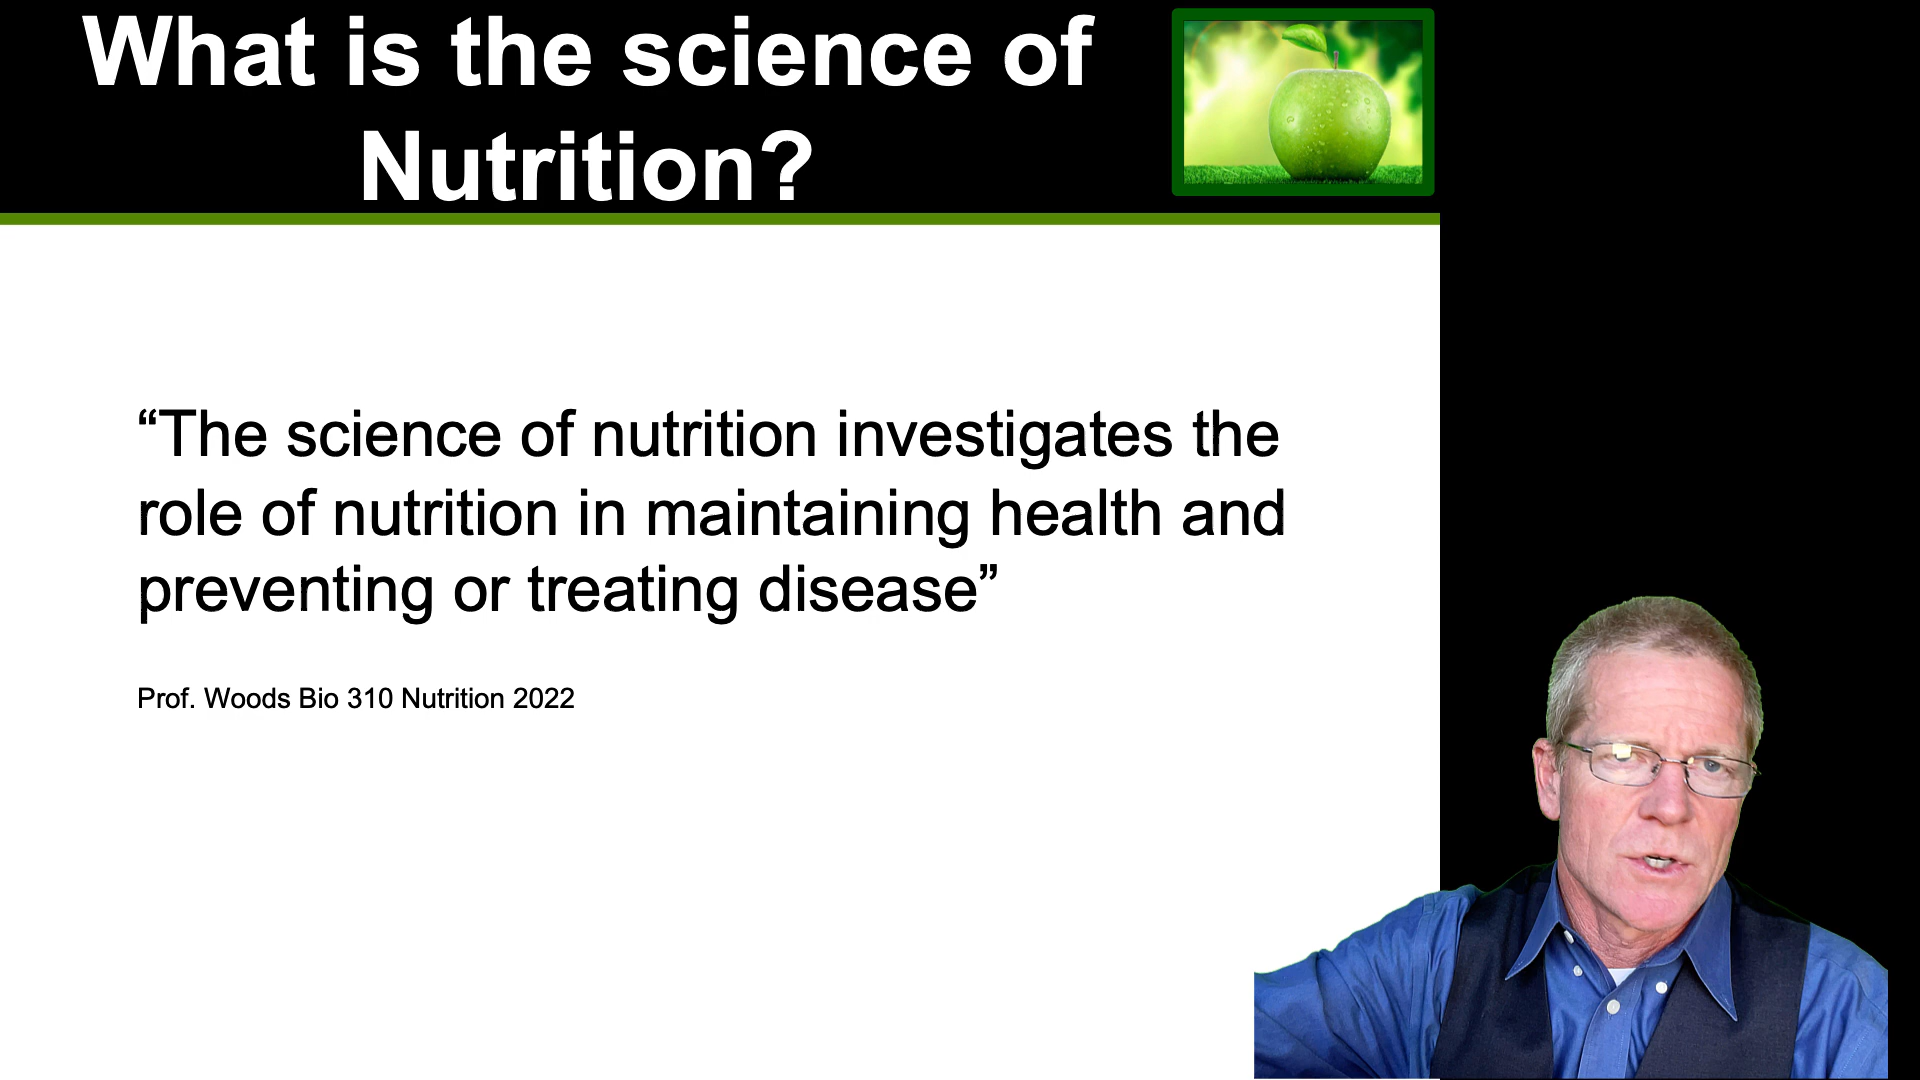 What is the science of
Nutrition?
“The science of nutrition investigates the
role of nutrition in maintaining health and
preventing or treating disease”
Prof. Woods Bio 310 Nutrition 2022